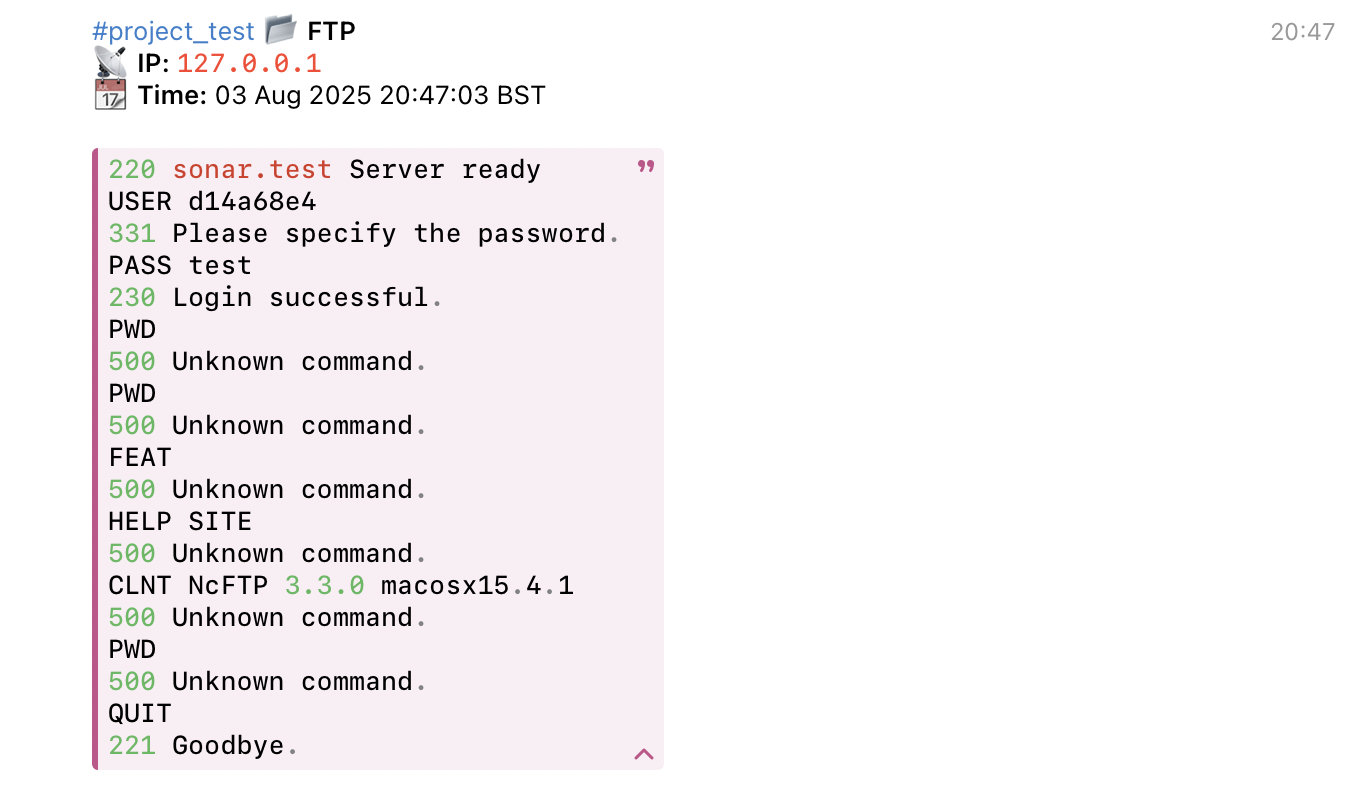 #project_test 📁 FTP
20:47
📡 IP: 127.0.0.1
📅 Time: 03 Aug 2025 20:47:03 BST
220 sonar.test Server ready
USER d14a68e4
331 Please specify the password.
PASS test
230 Login successful.
PWD
500 Unknown command.
PWD
500 Unknown command.
FEAT
500 Unknown command.
HELP SITE
500 Unknown command.
CLNT NcFTP 3.3.0 macosx15.4.1
500 Unknown command.
PWD
500 Unknown command.
QUIT
221 Goodbye.